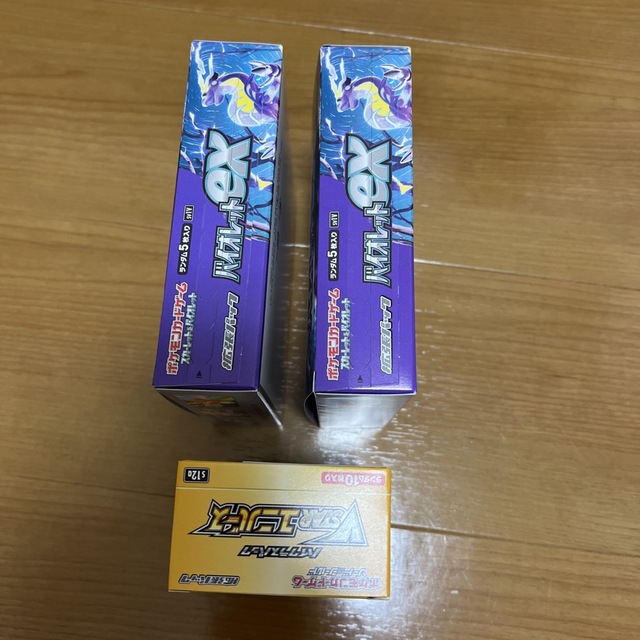 ポケモンカードゲーム
スカーレット&バイオレット
拡張パック
バイオレットex
ランダム5枚入り
SV1V
ポケモンカードゲーム
スカーレット&バイオレット
拡張パック
バイオレットex
ランダム5枚入り
SV1V
ポケモンカードゲーム
ソード&シールド
拡張パック
ハイクラスパック
VSTARユニバース
ランダム10枚入り
s12a